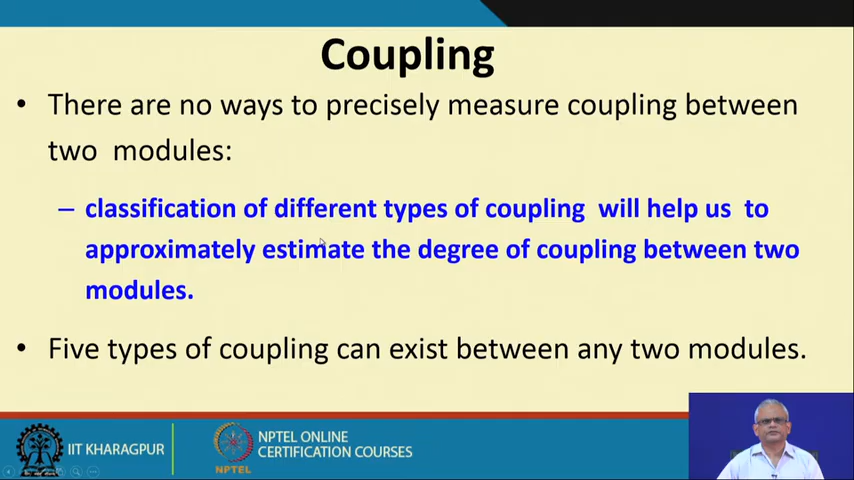 Coupling
• There are no ways to precisely measure coupling between
two modules:
– classification of different types of coupling will help us to
approximately estimate the degree of coupling between two
modules.
• Five types of coupling can exist between any two modules.
IIT KHARAGPUR
NPTEL
NPTEL ONLINE
CERTIFICATION COURSES